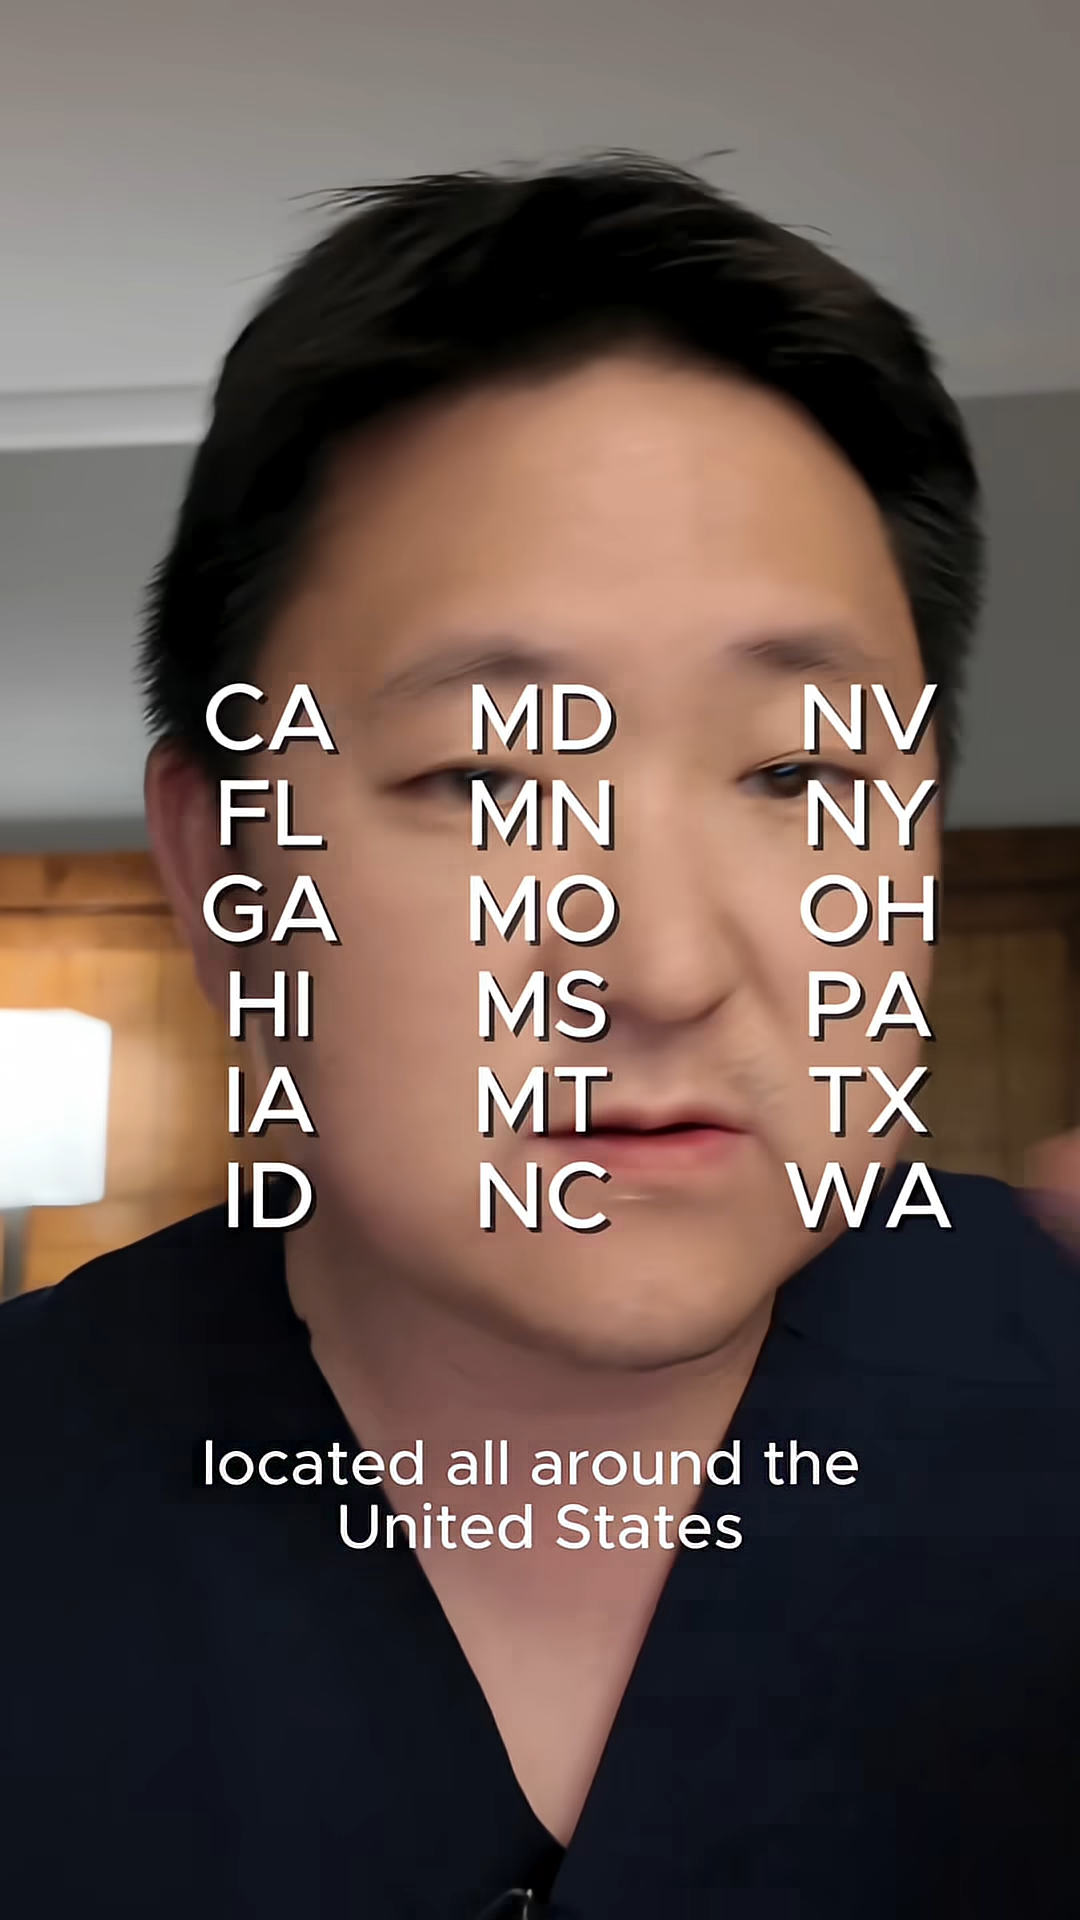 CA MD NV
FL MN NY
GA MO OH
HI MS PA
IA MT TX
ID NC WA
located all around the
United States